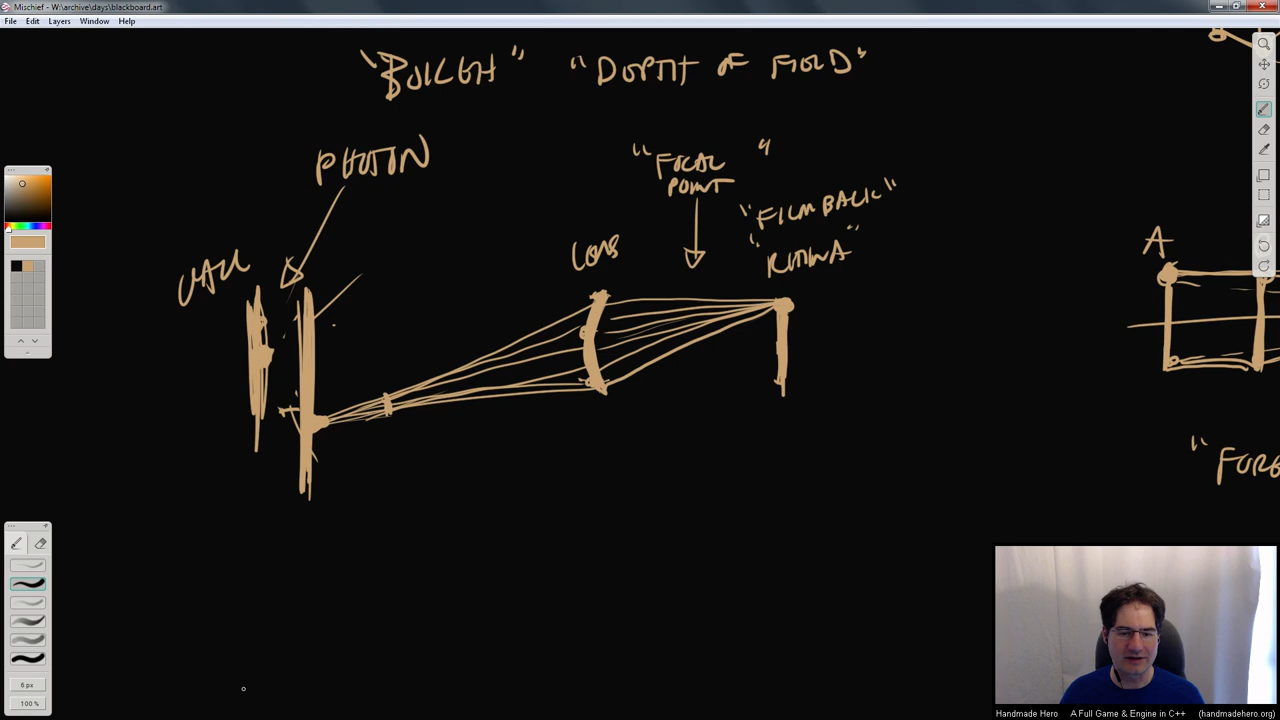 Mischief - W:\archive\days\blackboard.art
File Edit Layers Window Help
"BOKEH" "DEPTH OF FIELD"
PHOTON
"FOCAL POINT"
"FILM BACK"
"RETINA"
LENS
WALL
A
"FORE
6 px
100 %
Handmade Hero A Full Game & Engine in C++ (handmadehero.org)